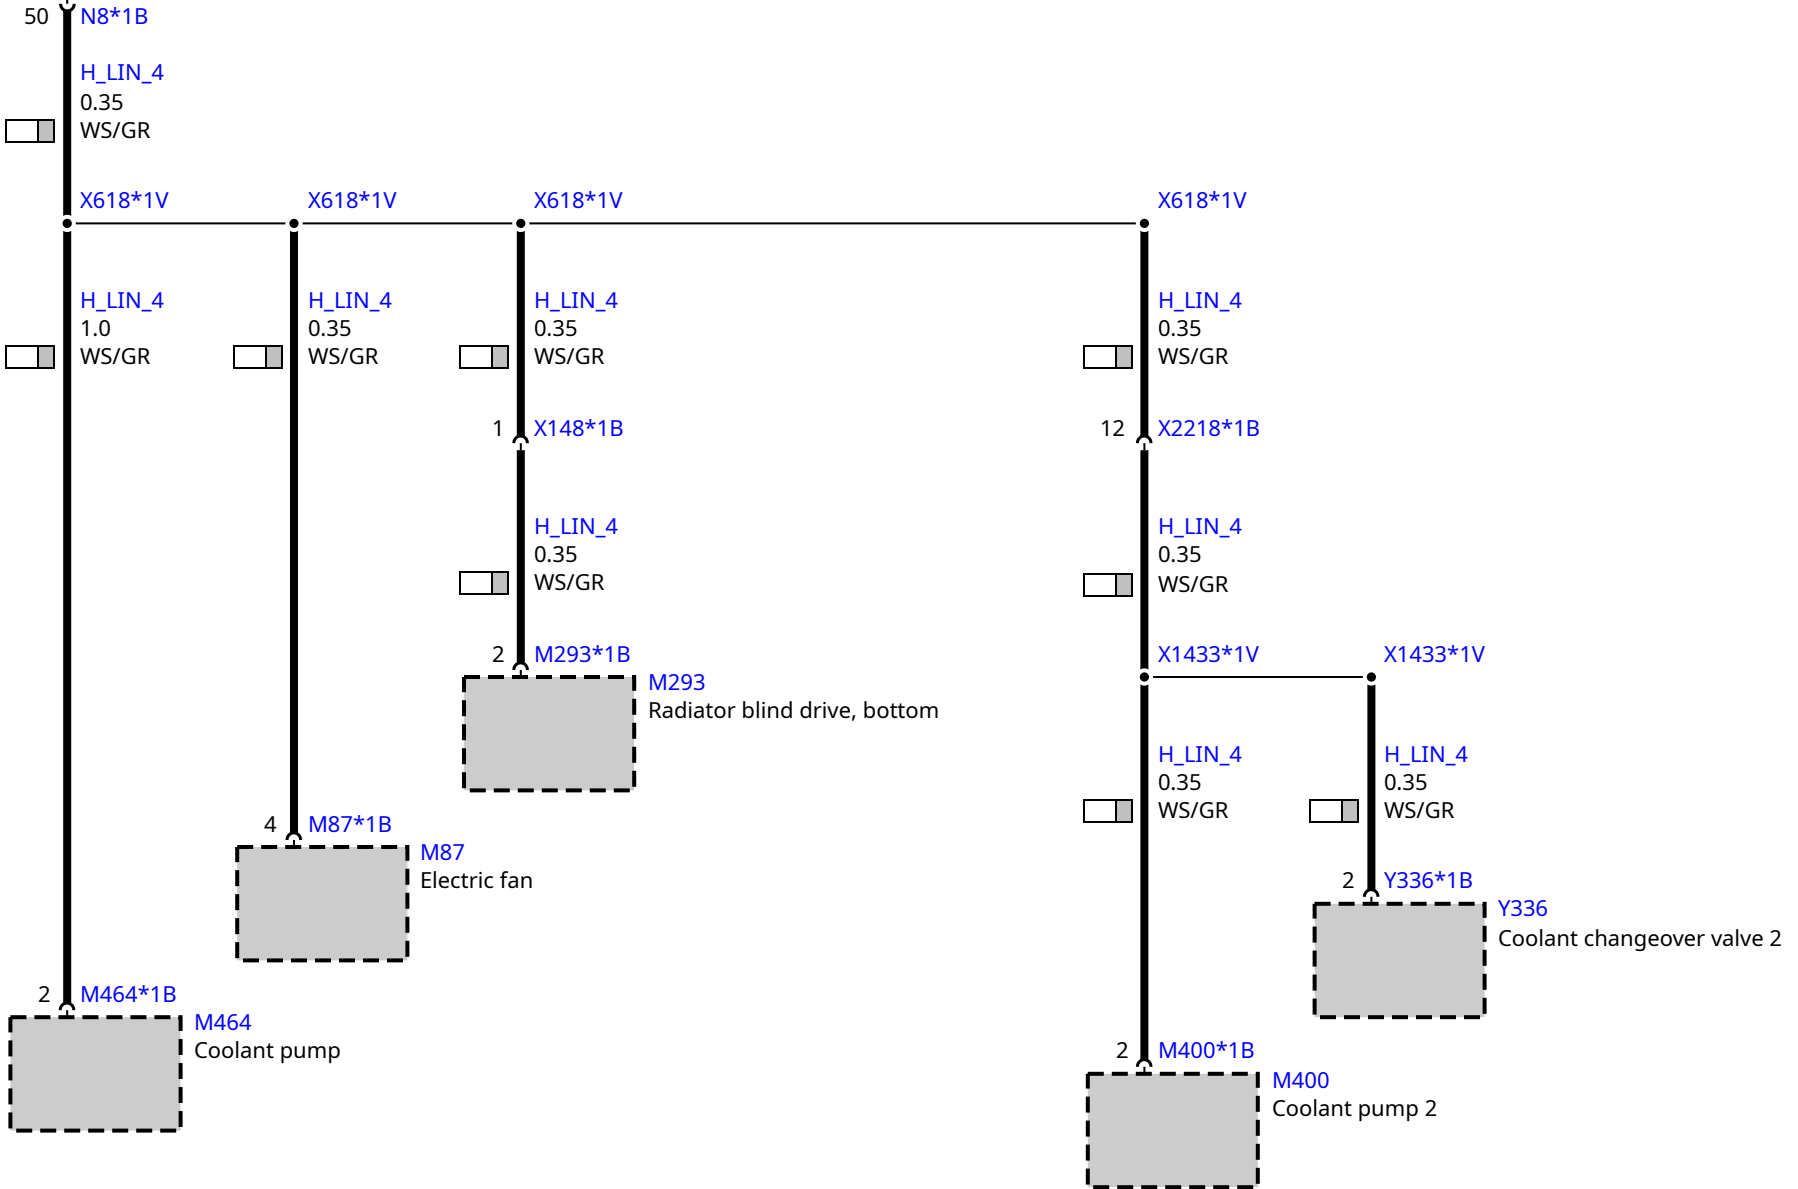 50 N8*1B
H_LIN_4
0.35
WS/GR
X618*1V X618*1V X618*1V X618*1V
H_LIN_4 H_LIN_4 H_LIN_4 H_LIN_4
1.0 0.35 0.35 0.35
WS/GR WS/GR WS/GR WS/GR
1 X148*1B 12 X2218*1B
H_LIN_4 H_LIN_4
0.35 0.35
WS/GR WS/GR
2 M293*1B X1433*1V X1433*1V
M293
Radiator blind drive, bottom
H_LIN_4 H_LIN_4
0.35 0.35
WS/GR WS/GR
4 M87*1B
M87
Electric fan
2 Y336*1B
Y336
Coolant changeover valve 2
2 M464*1B
M464
Coolant pump
2 M400*1B
M400
Coolant pump 2